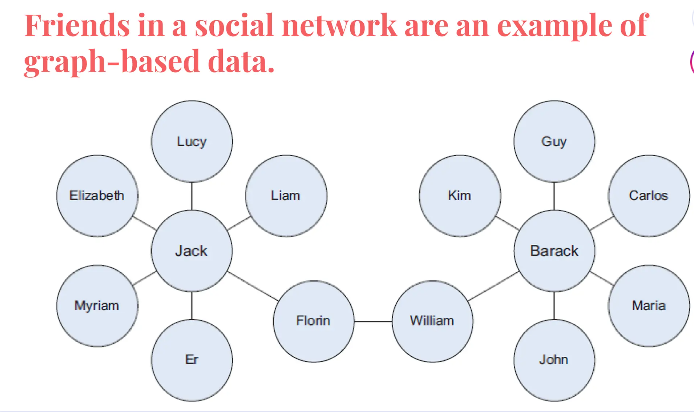 Friends in a social network are an example of
graph-based data.
Lucy
Guy
Elizabeth
Liam
Kim
Carlos
Jack
Barack
Myriam
Florin
William
Maria
Er
John